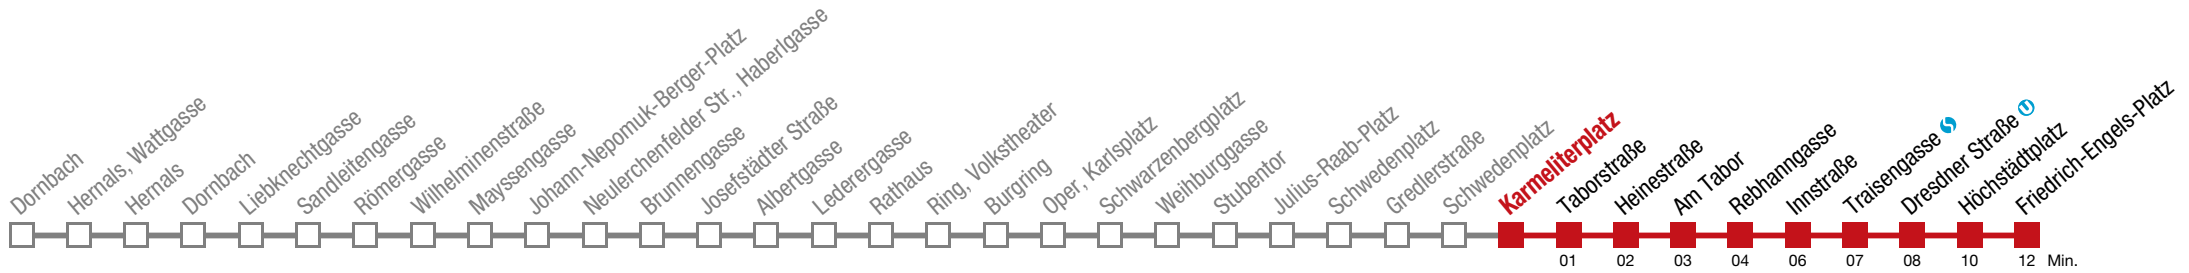 Dornbach
Hernals, Wattgasse
Hernals
Dornbach
Liebknechtgasse
Sandleitengasse
Römergasse
Wilhelminenstraße
Mayssengasse
Johann-Nepomuk-Berger-Platz
Neulerchenfelder Str., Haberlgasse
Brunnengasse
Josefstädter Straße
Albertgasse
Lederergasse
Rathaus
Ring, Volkstheater
Burgring
Oper, Karlsplatz
Schwarzenbergplatz
Weihburggasse
Stubentor
Julius-Raab-Platz
Schwedenplatz
Gredlerstraße
Schwedenplatz
Karmeliterplatz
Taborstraße
Heinestraße
Am Tabor
Rebhanngasse
Innstraße
Traisengasse S
Dresdner Straße U
Höchstädtplatz
Friedrich-Engels-Platz
01 02 03 04 06 07 08 10 12 Min.